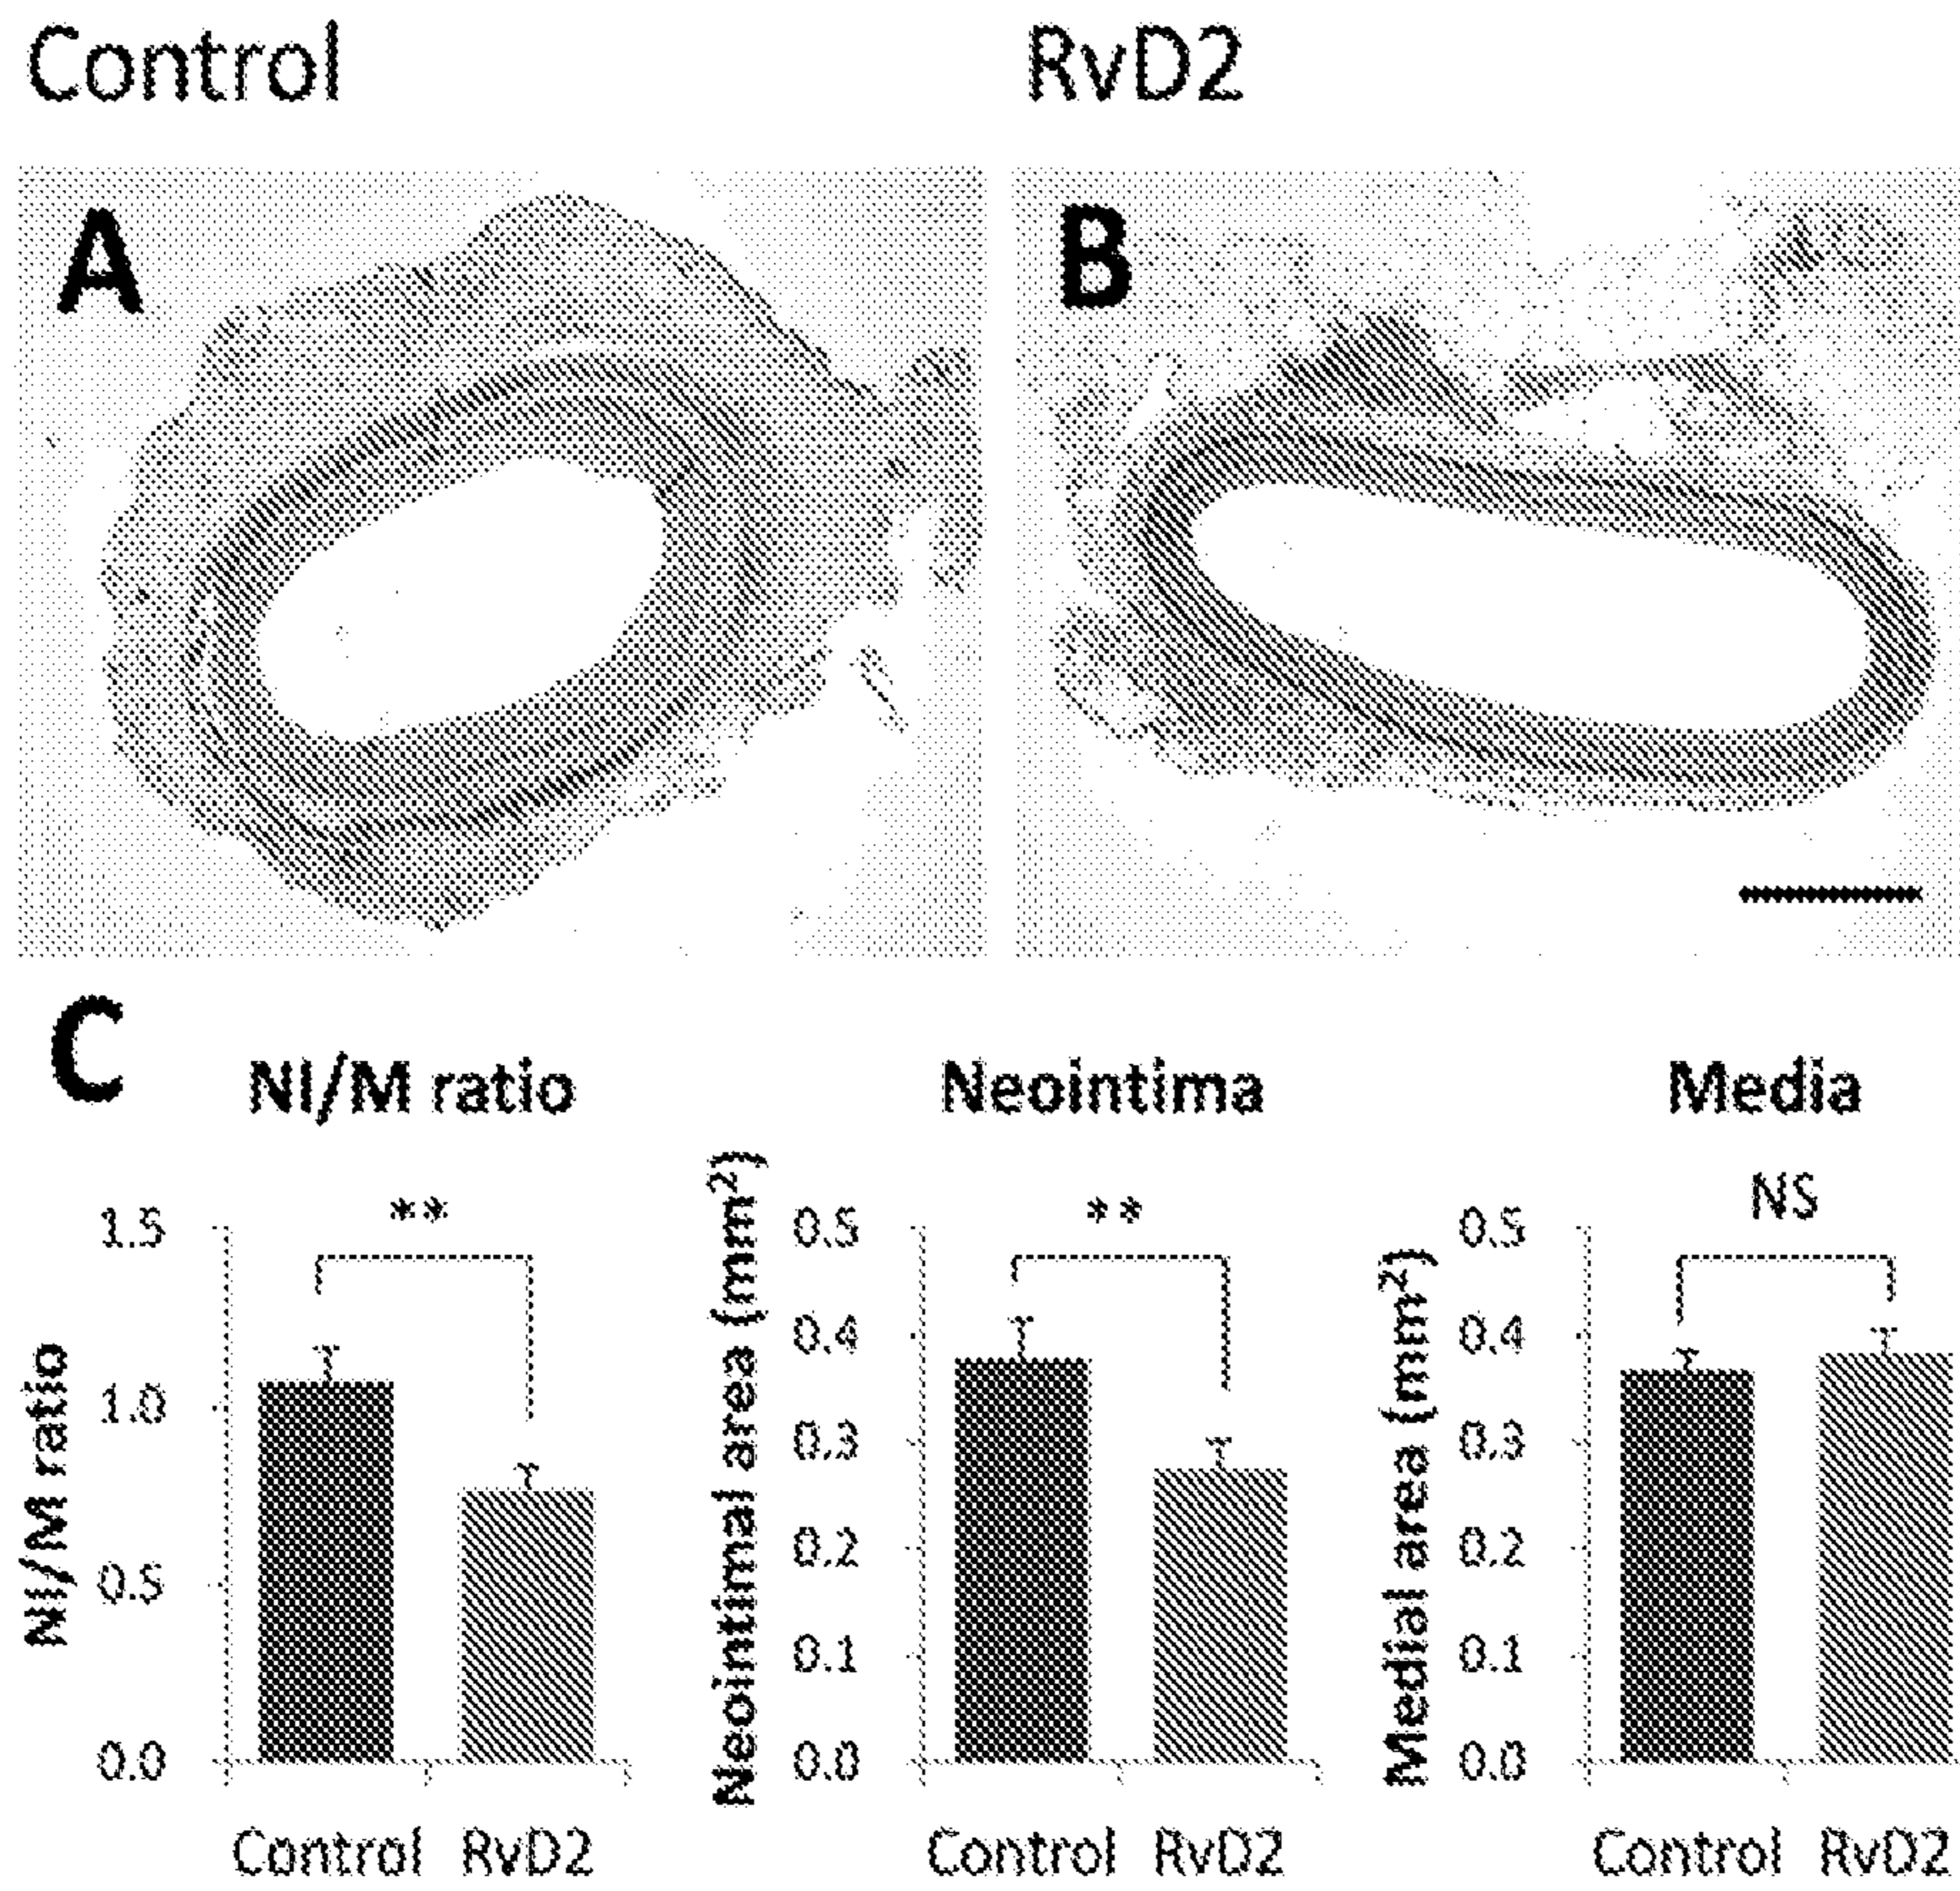 Control RvD2
A B
C
NI/M ratio Neointima Media
** ** NS
NI/M ratio
1.5
1.0
0.5
0.0
Control RvD2
Neointimal area (mm²)
0.5
0.4
0.3
0.2
0.1
0.0
Control RvD2
Medial area (mm²)
0.5
0.4
0.3
0.2
0.1
0.0
Control RvD2